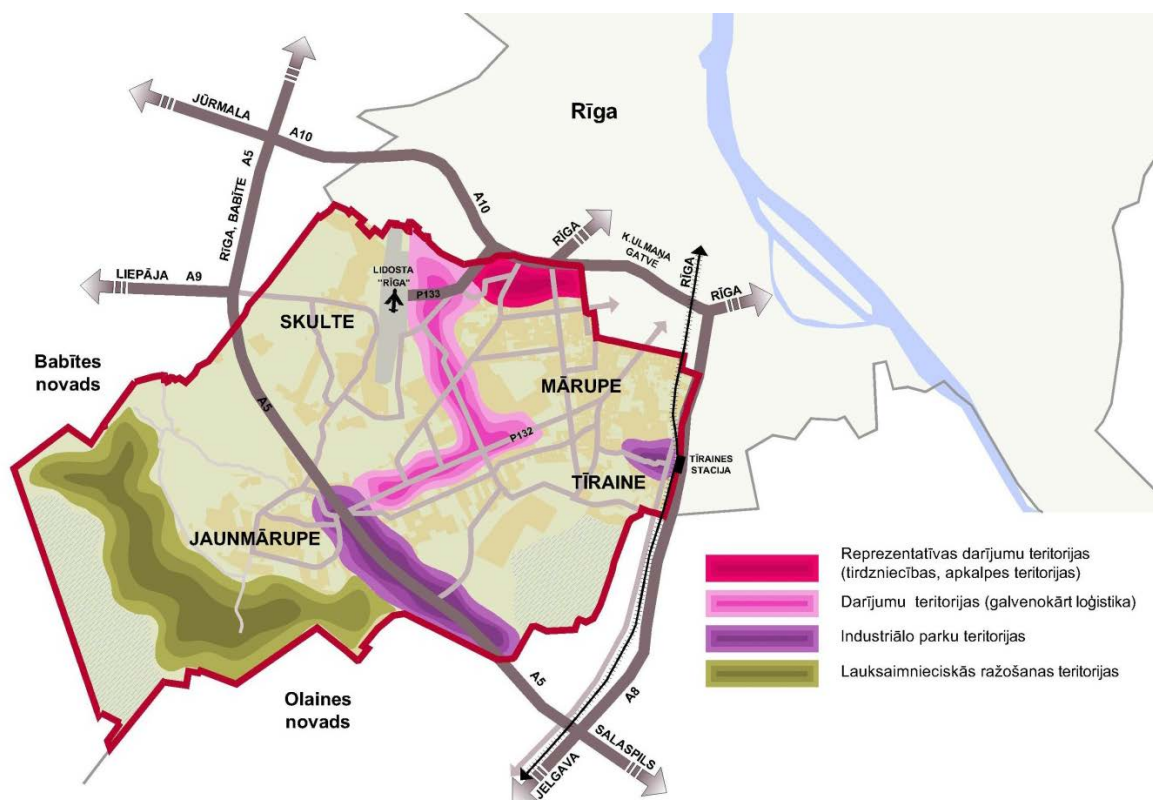 Rīga
JŪRMALA
A10
RĪGA, BABĪTE A5
A10
RĪGA
K.ULMAŅA
GATVE
RĪGA
RĪGA
LIEPĀJA A9
LIDOSTA
"RĪGA"
P133
SKULTE
MĀRUPE
Babītes
novads
A5
P132
TĪRAINE
TĪRAINES
STACIJA
JAUNMĀRUPE
Olaines
novads
A5
A8
SALASPILS
JELGAVA
Reprezentatīvas darījumu teritorijas
(tirdzniecības, apkalpes teritorijas)
Darījumu teritorijas (galvenokārt loģistika)
Industriālo parku teritorijas
Lauksaimnieciskās ražošanas teritorijas